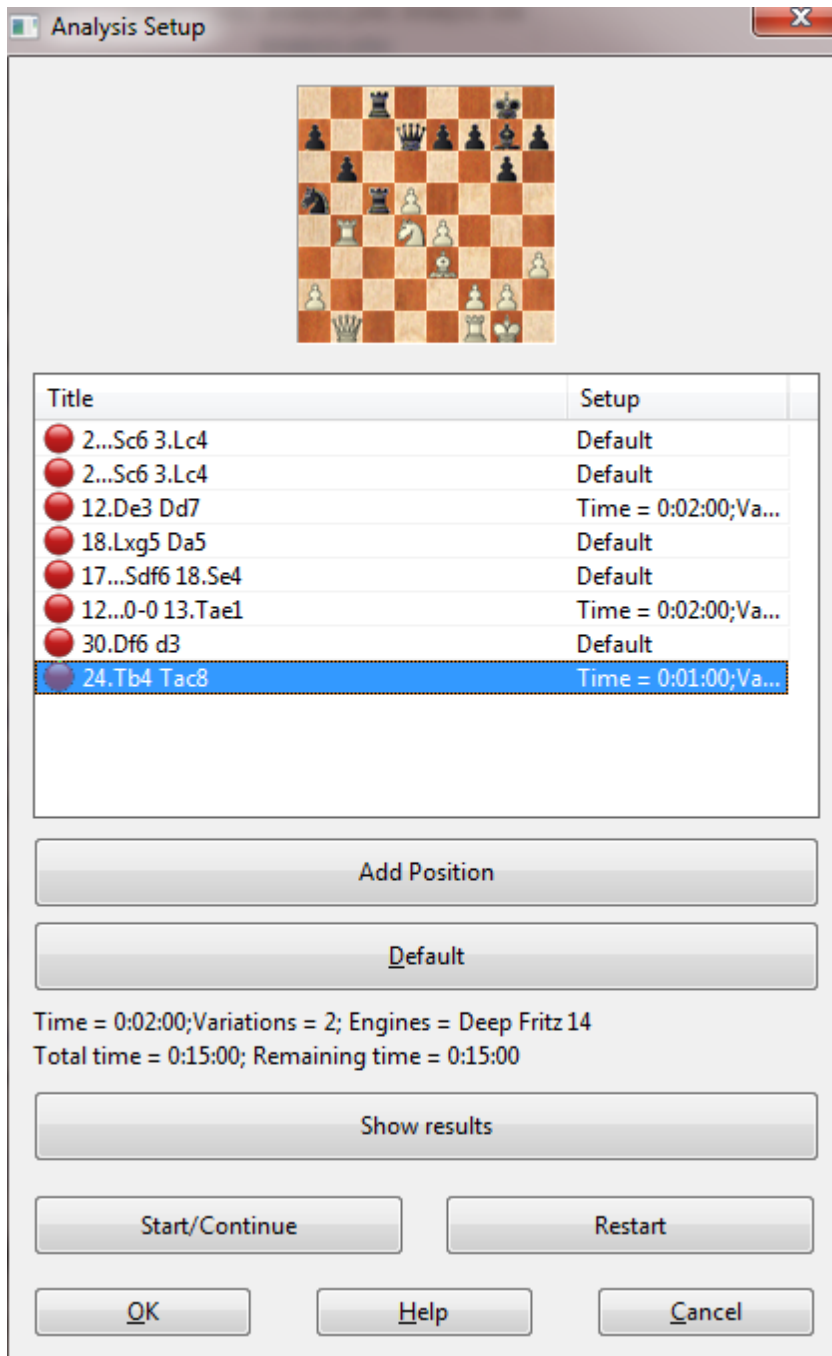 Analysis Setup
Title Setup
2...Sc6 3.Lc4 Default
2...Sc6 3.Lc4 Default
12.De3 Dd7 Time = 0:02:00;Va...
18.Lxg5 Da5 Default
17...Sdf6 18.Se4 Default
12...0-0 13.Tae1 Time = 0:02:00;Va...
30.Df6 d3 Default
24.Tb4 Tac8 Time = 0:01:00;Va...
Add Position
Default
Time = 0:02:00;Variations = 2; Engines = Deep Fritz 14
Total time = 0:15:00; Remaining time = 0:15:00
Show results
Start/Continue Restart
OK Help Cancel